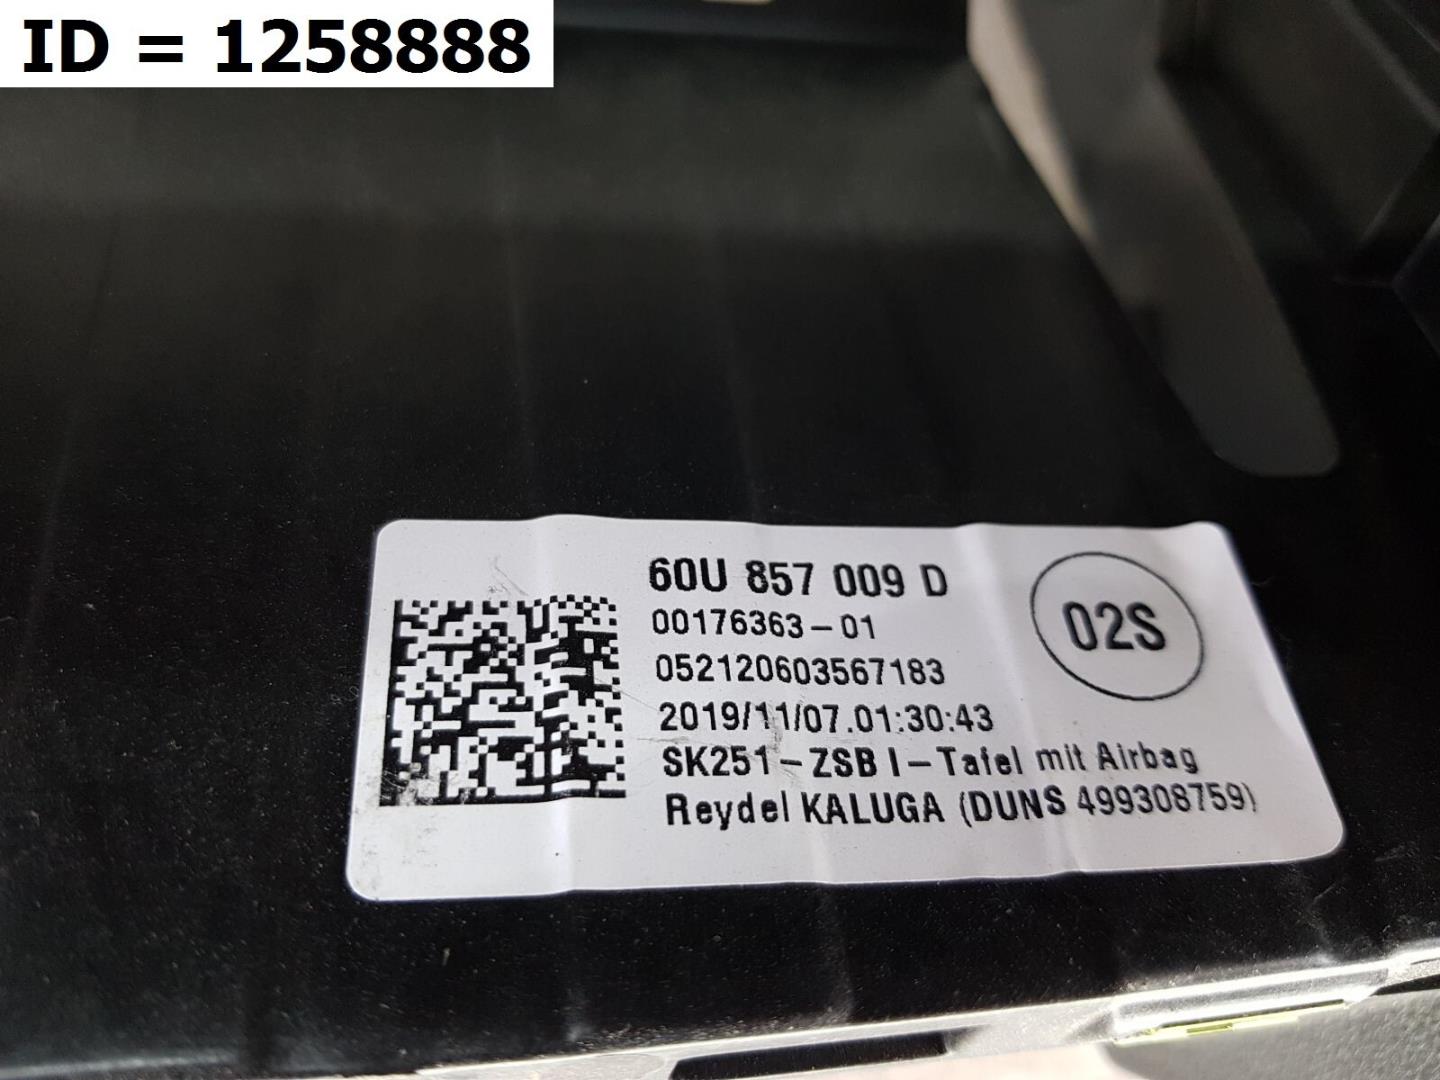 ID = 1258888
60U 857 009 D
00176363-01
02S
052120603567183
2019/11/07.01:30:43
SK251-ZSB I-Tafel mit Airbag
Reydel KALUGA (DUNS 499308759)